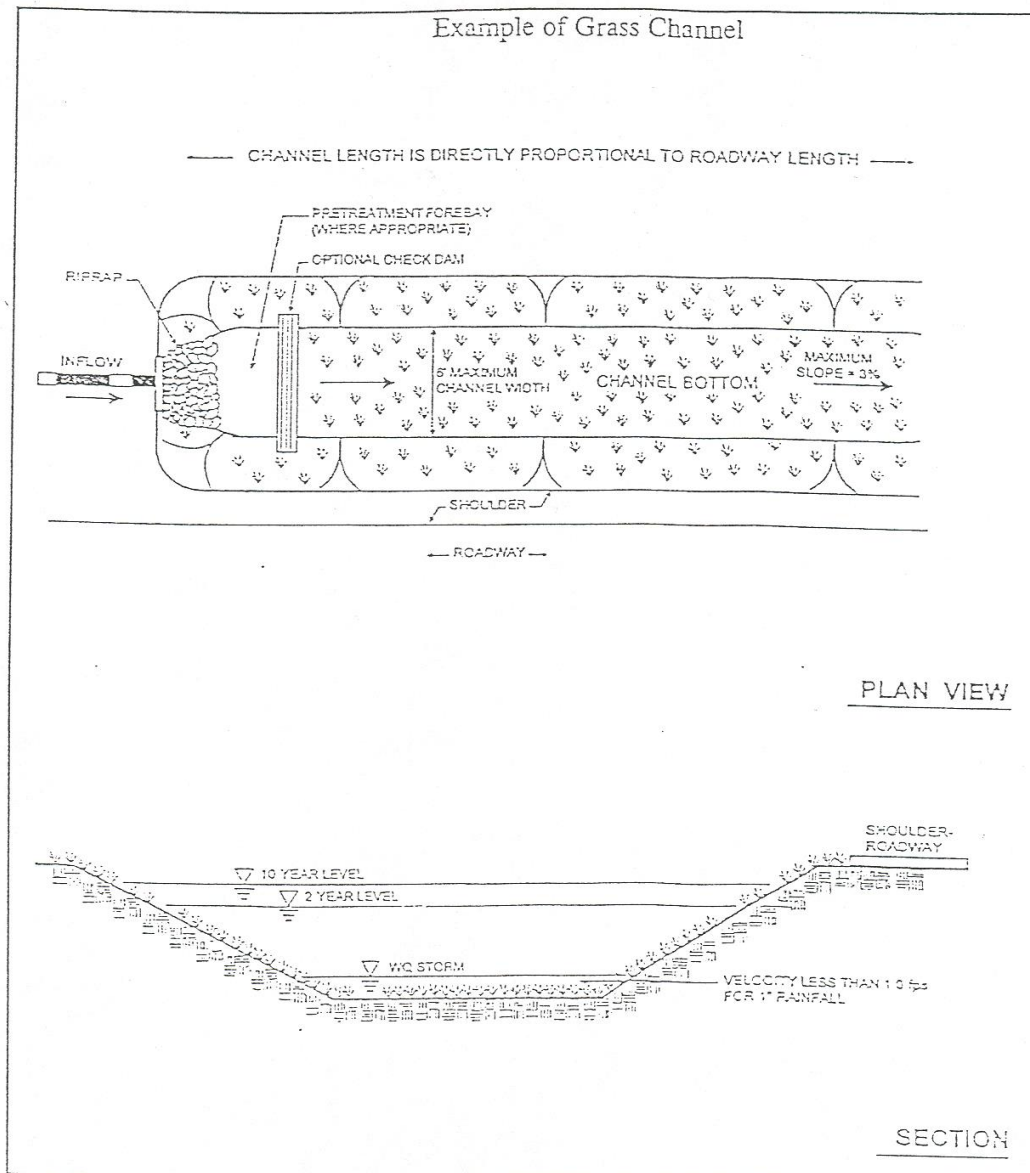 Example of Grass Channel
CHANNEL LENGTH IS DIRECTLY PROPORTIONAL TO ROADWAY LENGTH
PRETREATMENT FOREBAY
(WHERE APPROPRIATE)
OPTIONAL CHECK DAM
RIPRAP
INFLOW
MAXIMUM
CHANNEL WIDTH
CHANNEL BOTTOM
MAXIMUM
SLOPE = 3%
SHOULDER
ROADWAY
PLAN VIEW
SHOULDER-
ROADWAY
10 YEAR LEVEL
2 YEAR LEVEL
WQ STORM
VELOCITY LESS THAN fps
FOR 1" RAINFALL
SECTION